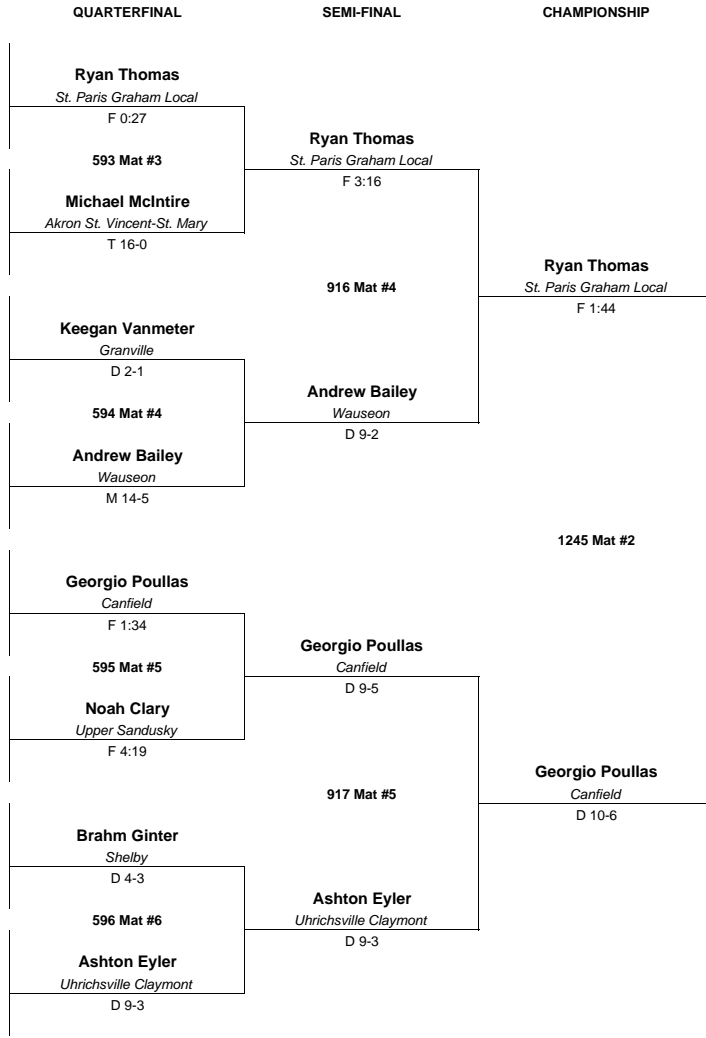 QUARTERFINAL
SEMI-FINAL
CHAMPIONSHIP
Ryan Thomas
St. Paris Graham Local
F 0:27
593 Mat #3
Michael McIntire
Akron St. Vincent-St. Mary
T 16-0
Keegan Vanmeter
Granville
D 2-1
594 Mat #4
Andrew Bailey
Wauseon
M 14-5
Georgio Poullas
Canfield
F 1:34
595 Mat #5
Noah Clary
Upper Sandusky
F 4:19
Brahm Ginter
Shelby
D 4-3
596 Mat #6
Ashton Eyler
Uhrichsville Claymont
D 9-3
Ryan Thomas
St. Paris Graham Local
F 3:16
916 Mat #4
Andrew Bailey
Wauseon
D 9-2
Georgio Poullas
Canfield
D 9-5
917 Mat #5
Ashton Eyler
Uhrichsville Claymont
D 9-3
Ryan Thomas
St. Paris Graham Local
F 1:44
1245 Mat #2
Georgio Poullas
Canfield
D 10-6